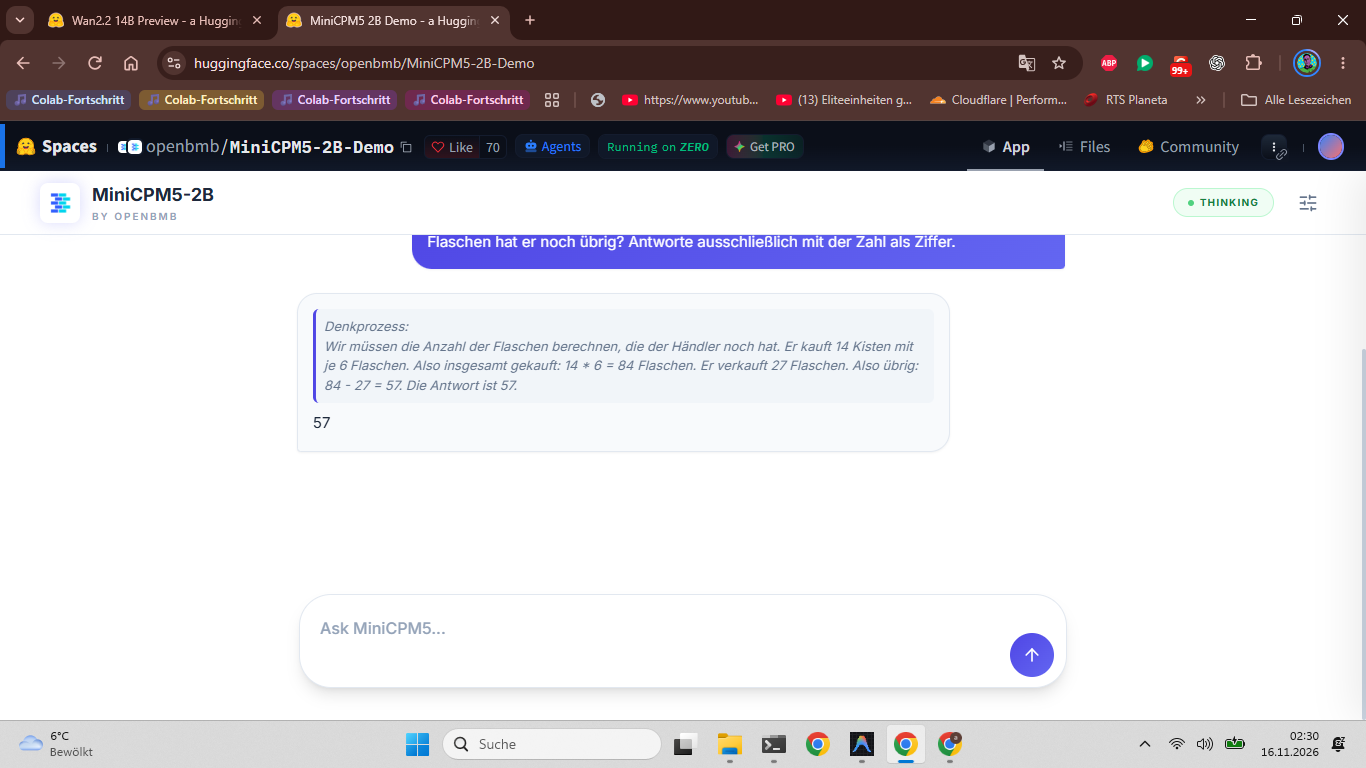 Wan2.2 14B Preview - a Hugging
MiniCPM5 2B Demo - a Hugging
huggingface.co/spaces/openbmb/MiniCPM5-2B-Demo
ABP
99+
Colab-Fortschritt
Colab-Fortschritt
Colab-Fortschritt
Colab-Fortschritt
https://www.youtub...
(13) Eliteeinheiten g...
Cloudflare | Perform...
RTS Planeta
Alle Lesezeichen
Spaces
openbmb/MiniCPM5-2B-Demo
Like 70
Agents
Running on ZERO
Get PRO
App
Files
Community
MiniCPM5-2B
BY OPENBMB
THINKING
Flaschen hat er noch übrig? Antworte ausschließlich mit der Zahl als Ziffer.
Denkprozess:
Wir müssen die Anzahl der Flaschen berechnen, die der Händler noch hat. Er kauft 14 Kisten mit
je 6 Flaschen. Also insgesamt gekauft: 14 * 6 = 84 Flaschen. Er verkauft 27 Flaschen. Also übrig:
84 - 27 = 57. Die Antwort ist 57.
57
Ask MiniCPM5...
6°C
Bewölkt
Suche
02:30
16.11.2026